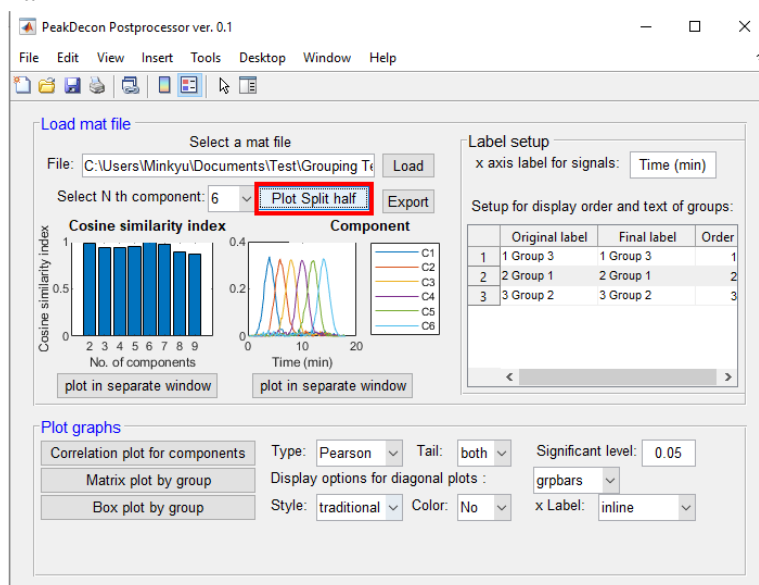 PeakDecon Postprocessor ver. 0.1
File Edit View Insert Tools Desktop Window Help
Load mat file
Select a mat file
File: C:\Users\Minkyu\Documents\Test\Grouping Te Load
Select N th component: 6 Plot Split half Export
Cosine similarity index
Cosine similarity index
1
0.5
0
2 3 4 5 6 7 8 9
No. of components
plot in separate window
Component
0.4
0.2
0
0 10 20
Time (min)
C1
C2
C3
C4
C5
C6
plot in separate window
Label setup
x axis label for signals: Time (min)
Setup for display order and text of groups:
Original label Final label Order
1 1 Group 3 1 Group 3 1
2 2 Group 1 2 Group 1 2
3 3 Group 2 3 Group 2 3
Plot graphs
Correlation plot for components Type: Pearson Tail: both Significant level: 0.05
Matrix plot by group Display options for diagonal plots : grpbars
Box plot by group Style: traditional Color: No x Label: inline